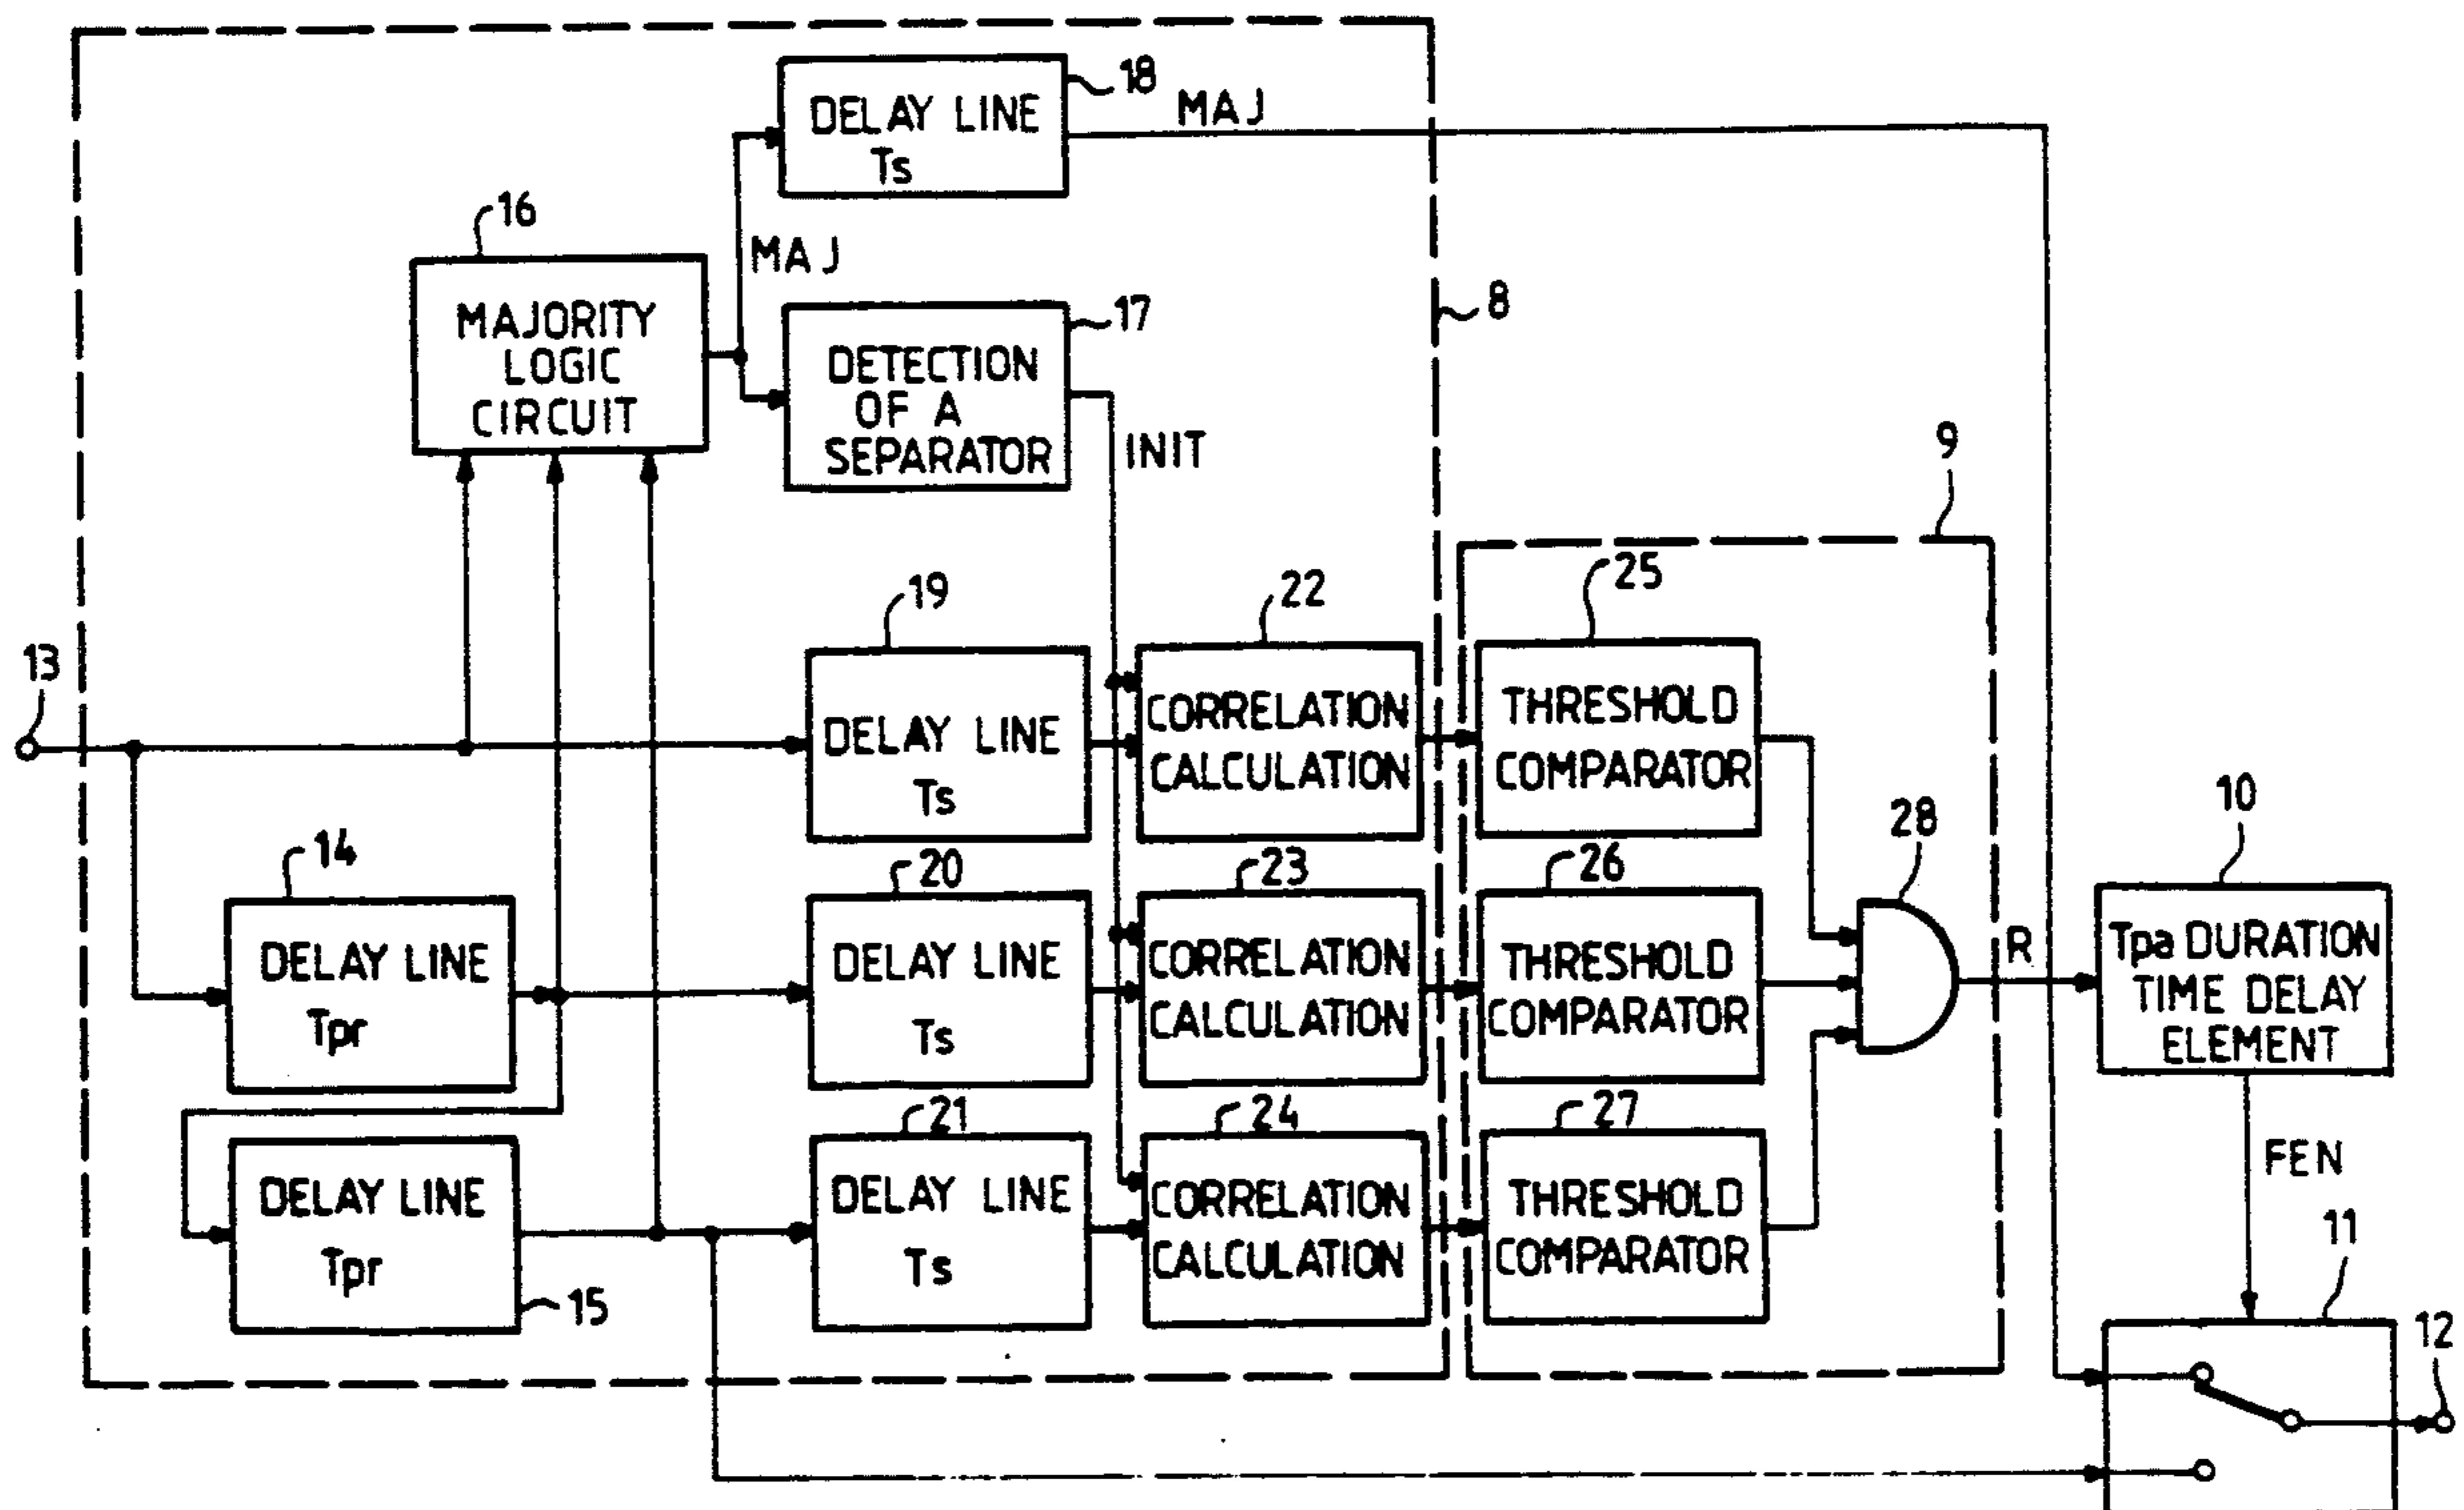 18
DELAY LINE
Ts
MAJ
16
MAJ
MAJORITY
LOGIC
CIRCUIT
17
DETECTION
OF A
SEPARATOR
INIT
8
9
13
19
DELAY LINE
Ts
22
CORRELATION
CALCULATION
25
THRESHOLD
COMPARATOR
14
DELAY LINE
Tpr
20
DELAY LINE
Ts
23
CORRELATION
CALCULATION
26
THRESHOLD
COMPARATOR
28
R
10
Tpa DURATION
TIME DELAY
ELEMENT
DELAY LINE
Tpr
15
21
DELAY LINE
Ts
24
CORRELATION
CALCULATION
27
THRESHOLD
COMPARATOR
FEN
11
12